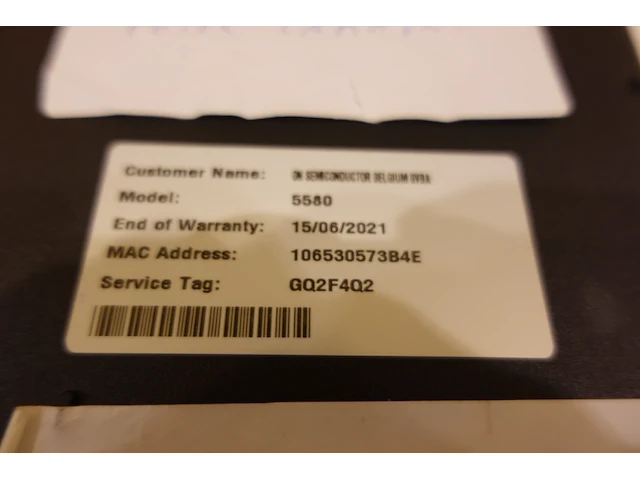 Customer Name: ON SEMICONDUCTOR BELGIUM BVBA
Model: 5580
End of Warranty: 15/06/2021
MAC Address: 106530573B4E
Service Tag: GQ2F4Q2